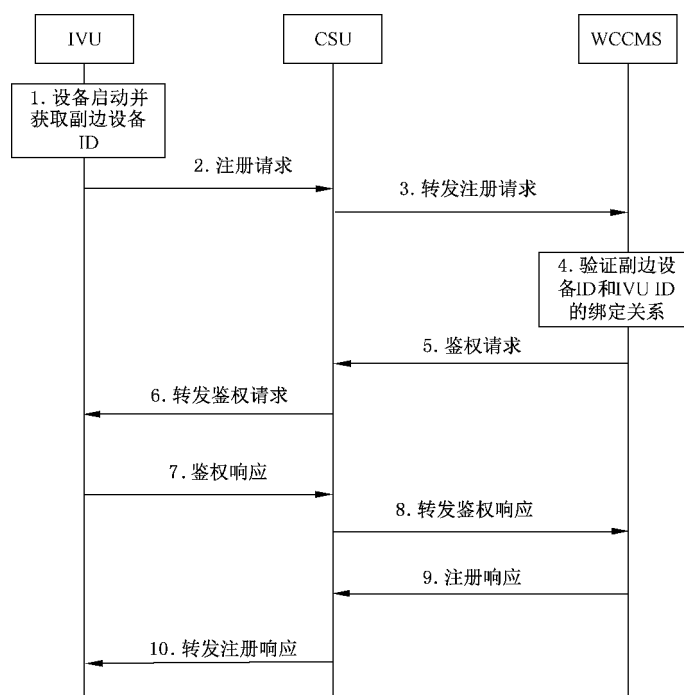 IVU
CSU
WCCMS
1. 设备启动并
获取副边设备
ID
2. 注册请求
3. 转发注册请求
4. 验证副边设
备ID和IVU ID
的绑定关系
5. 鉴权请求
6. 转发鉴权请求
7. 鉴权响应
8. 转发鉴权响应
9. 注册响应
10. 转发注册响应